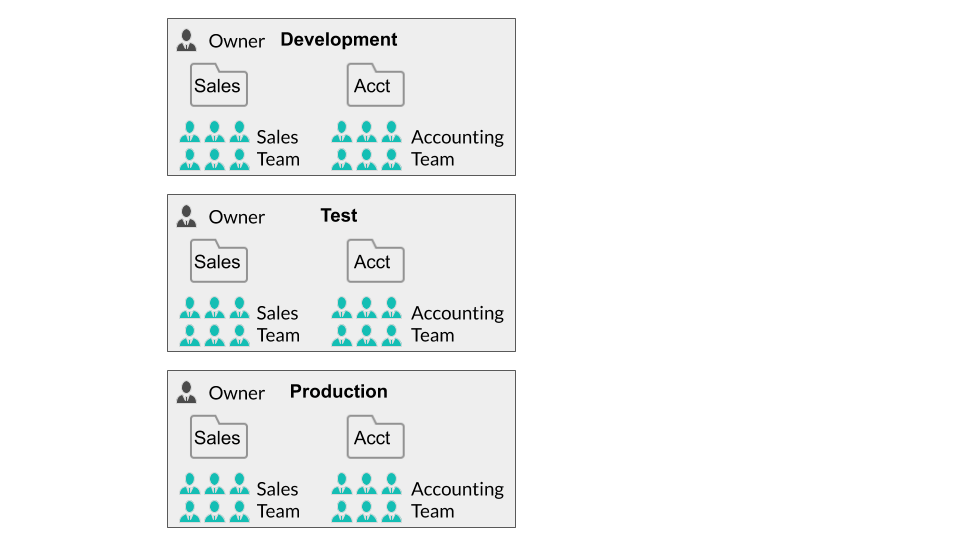 Owner Development
Sales Acct
Sales Accounting
Team Team
Owner Test
Sales Acct
Sales Accounting
Team Team
Owner Production
Sales Acct
Sales Accounting
Team Team